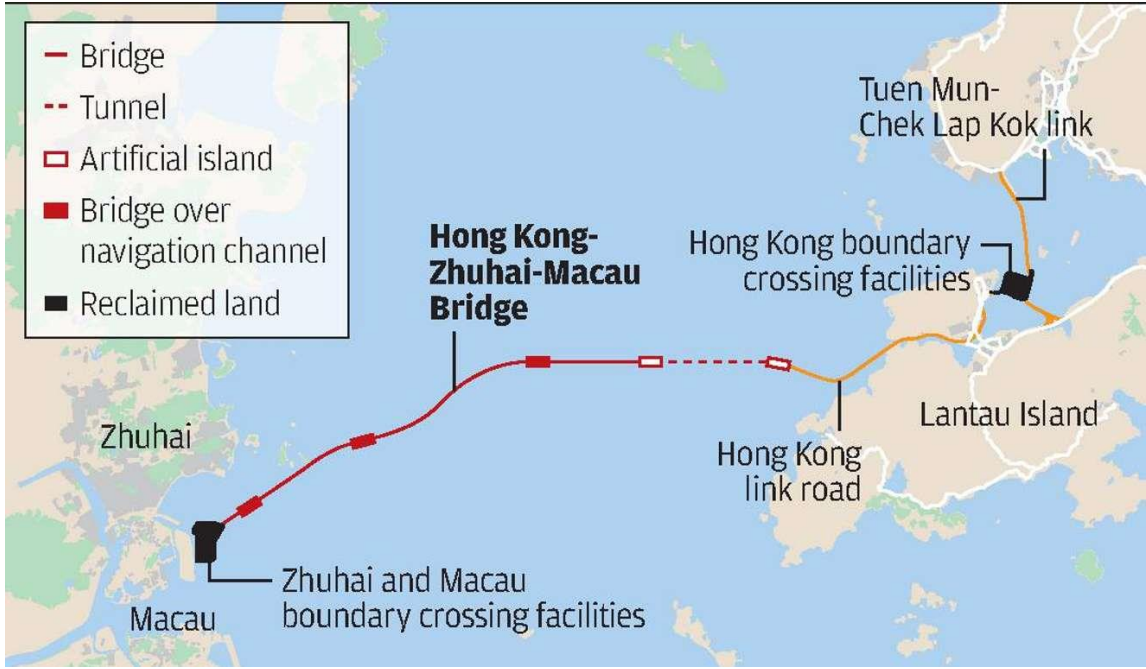 Bridge
Tunnel
Artificial island
Bridge over
navigation channel
Reclaimed land
Tuen Mun-
Chek Lap Kok link
Hong Kong-
Zhuhai-Macau
Bridge
Hong Kong boundary
crossing facilities
Zhuhai
Lantau Island
Hong Kong
link road
Zhuhai and Macau
boundary crossing facilities
Macau